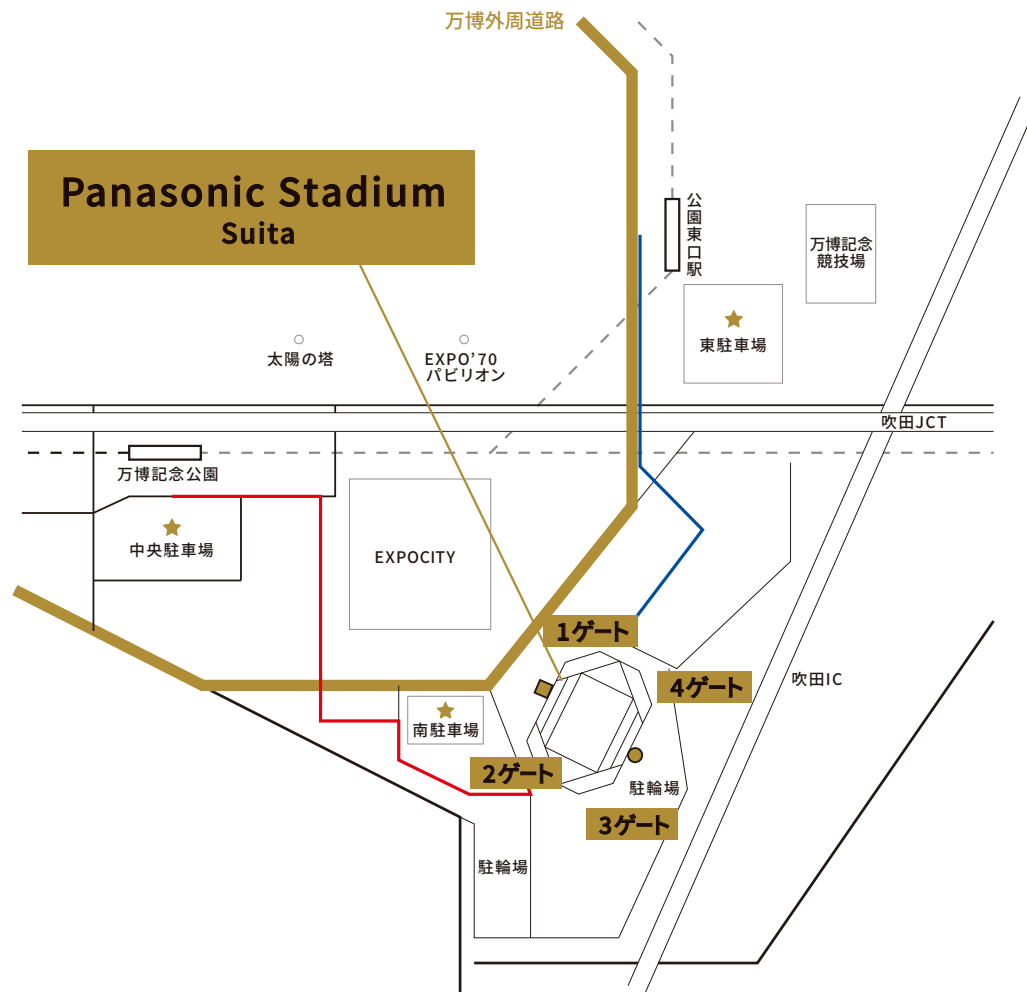 万博外周道路
Panasonic Stadium
Suita
公園東口駅
万博記念
競技場
東駐車場
太陽の塔
EXPO’70
パビリオン
吹田JCT
万博記念公園
中央駐車場
EXPOCITY
1ゲート
4ゲート
吹田IC
南駐車場
2ゲート
駐輪場
3ゲート
駐輪場